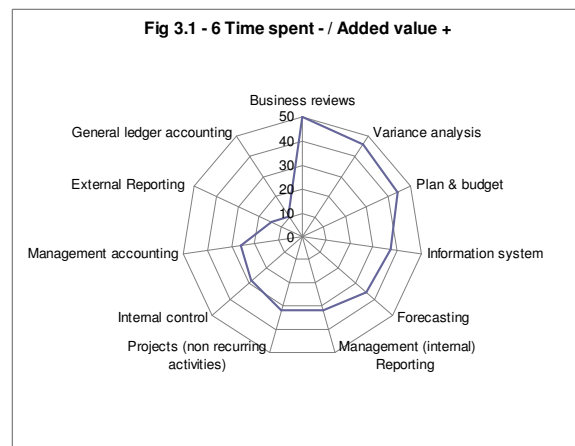 Fig 3.1 - 6 Time spent - / Added value +
Business reviews
50
General ledger accounting
Variance analysis
40
30
External Reporting
Plan & budget
20
10
0
Management accounting
Information system
Internal control
Forecasting
Projects (non recurring
activities)
Management (internal)
Reporting